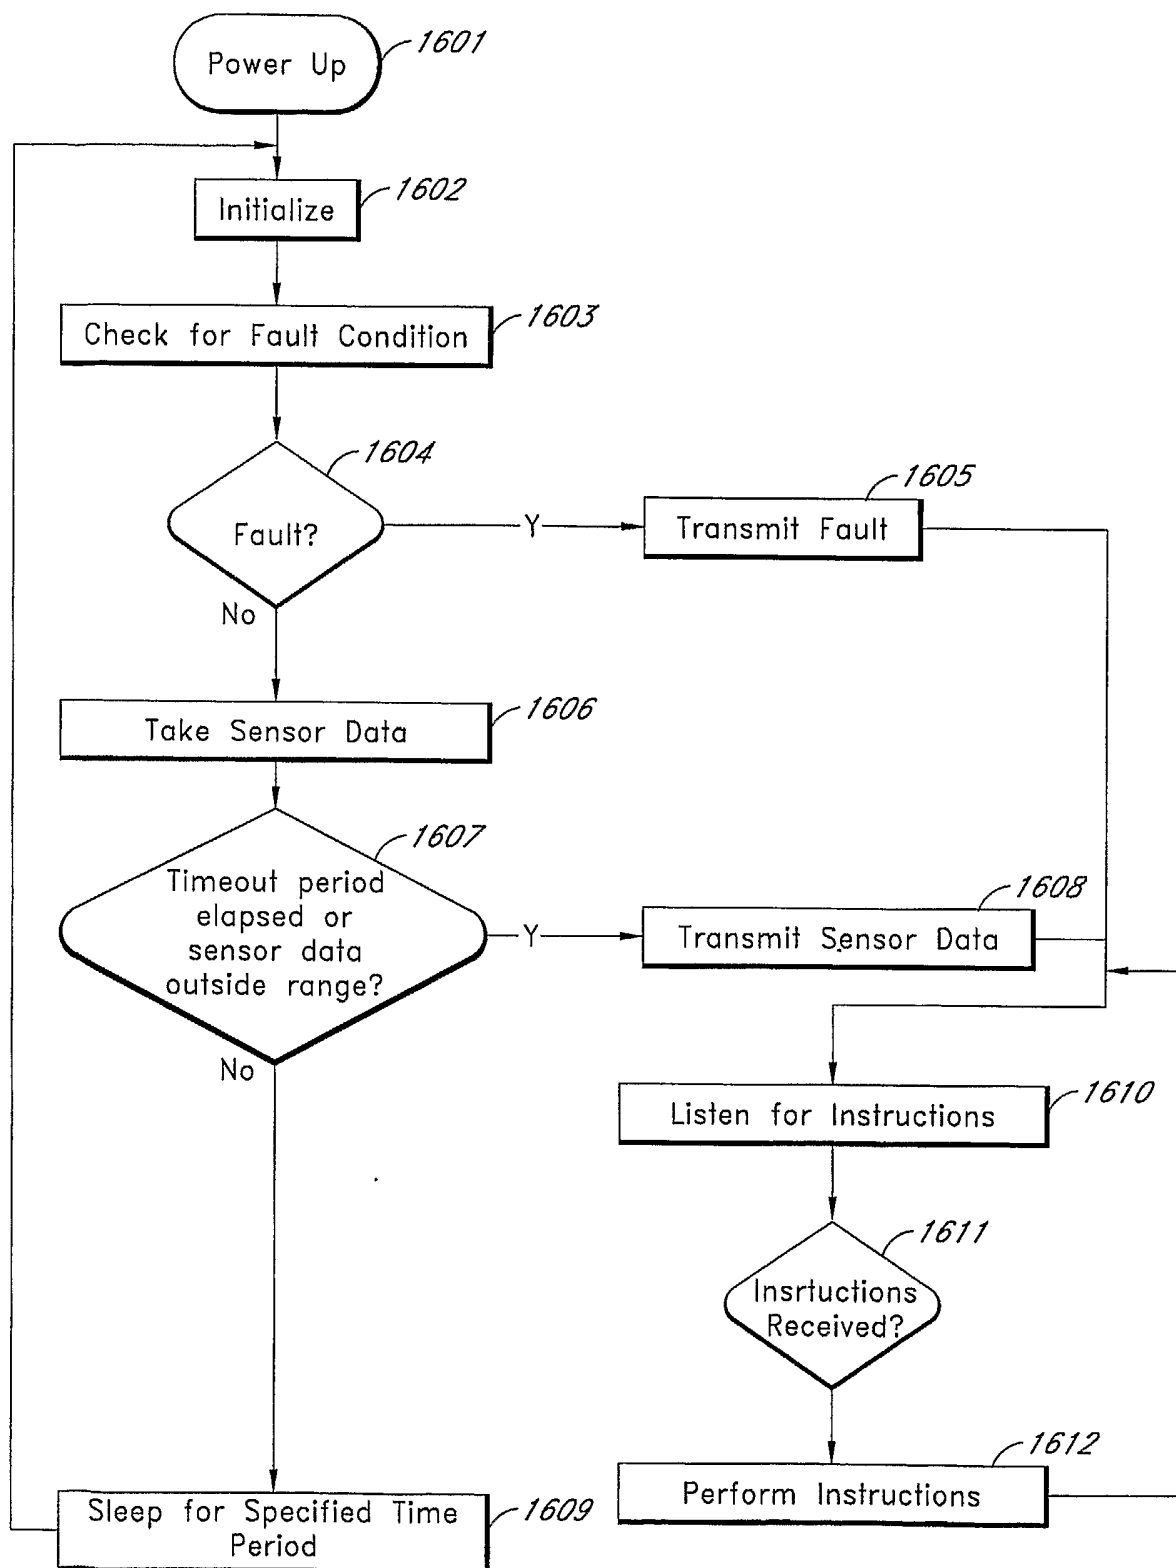 Power Up
1601
Initialize
1602
Check for Fault Condition
1603
1604
Fault?
Y
No
1605
Transmit Fault
Take Sensor Data
1606
1607
Timeout period
elapsed or
sensor data
outside range?
Y
No
1608
Transmit Sensor Data
Listen for Instructions
1610
1611
Insrtuctions
Received?
1612
Perform Instructions
Sleep for Specified Time
Period
1609